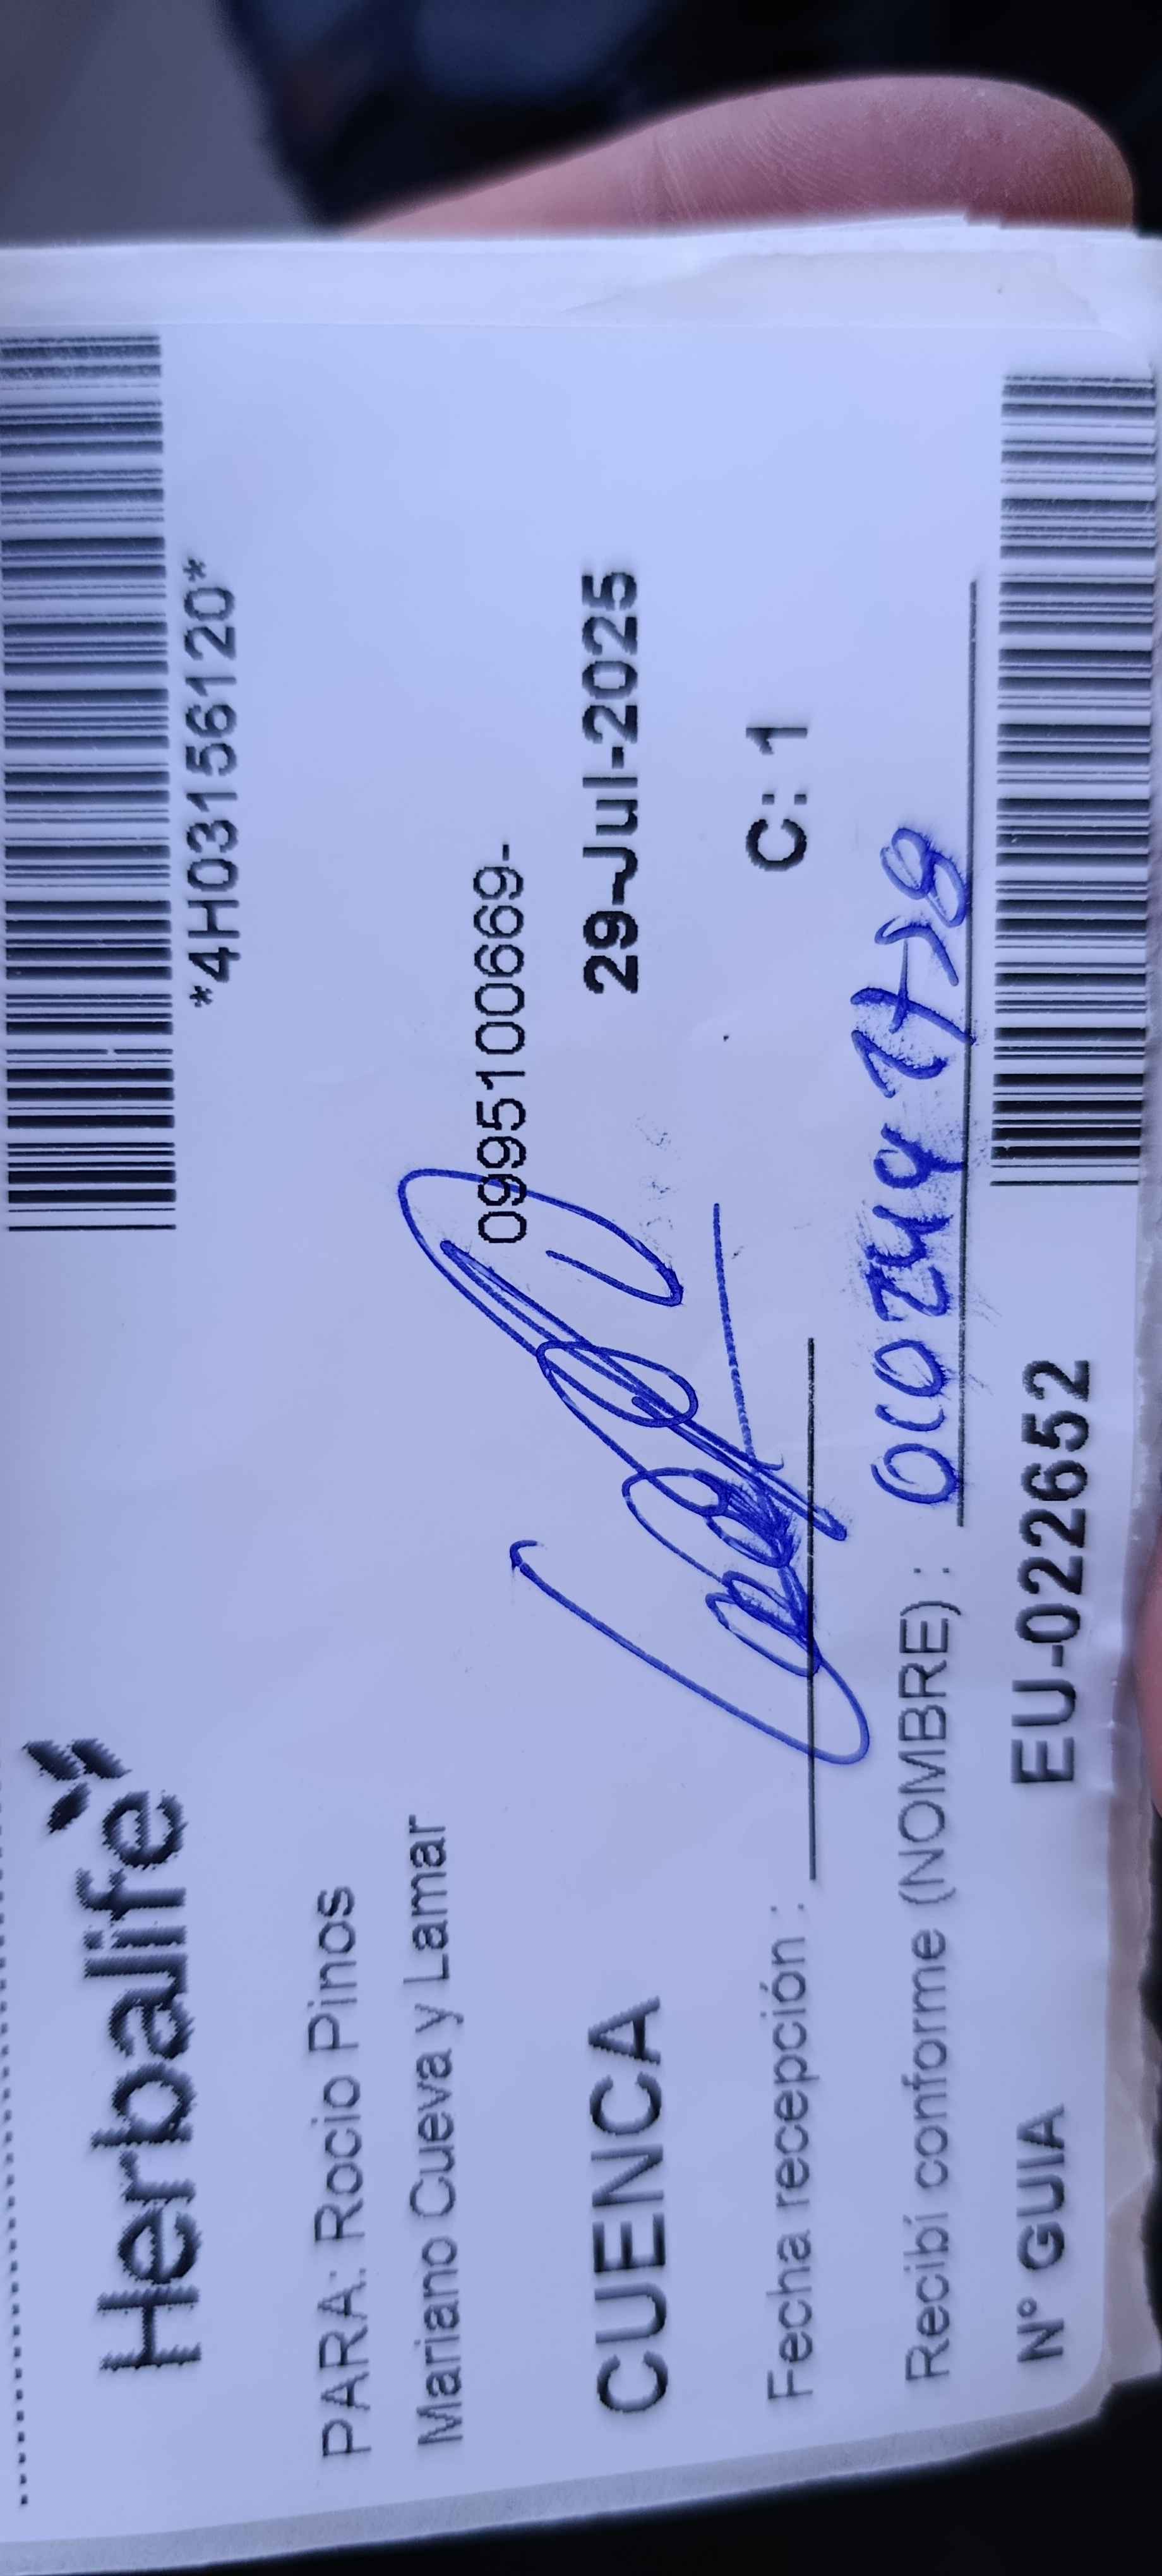 Herbalife
*4H03156120*
PARA: Rocio Pinos
Mariano Cueva y Lamar
0995100669-
CUENCA
29-Jul-2025
Fecha recepción :
C: 1
Recibí conforme (NOMBRE) :
Nº GUIA
EU-022652